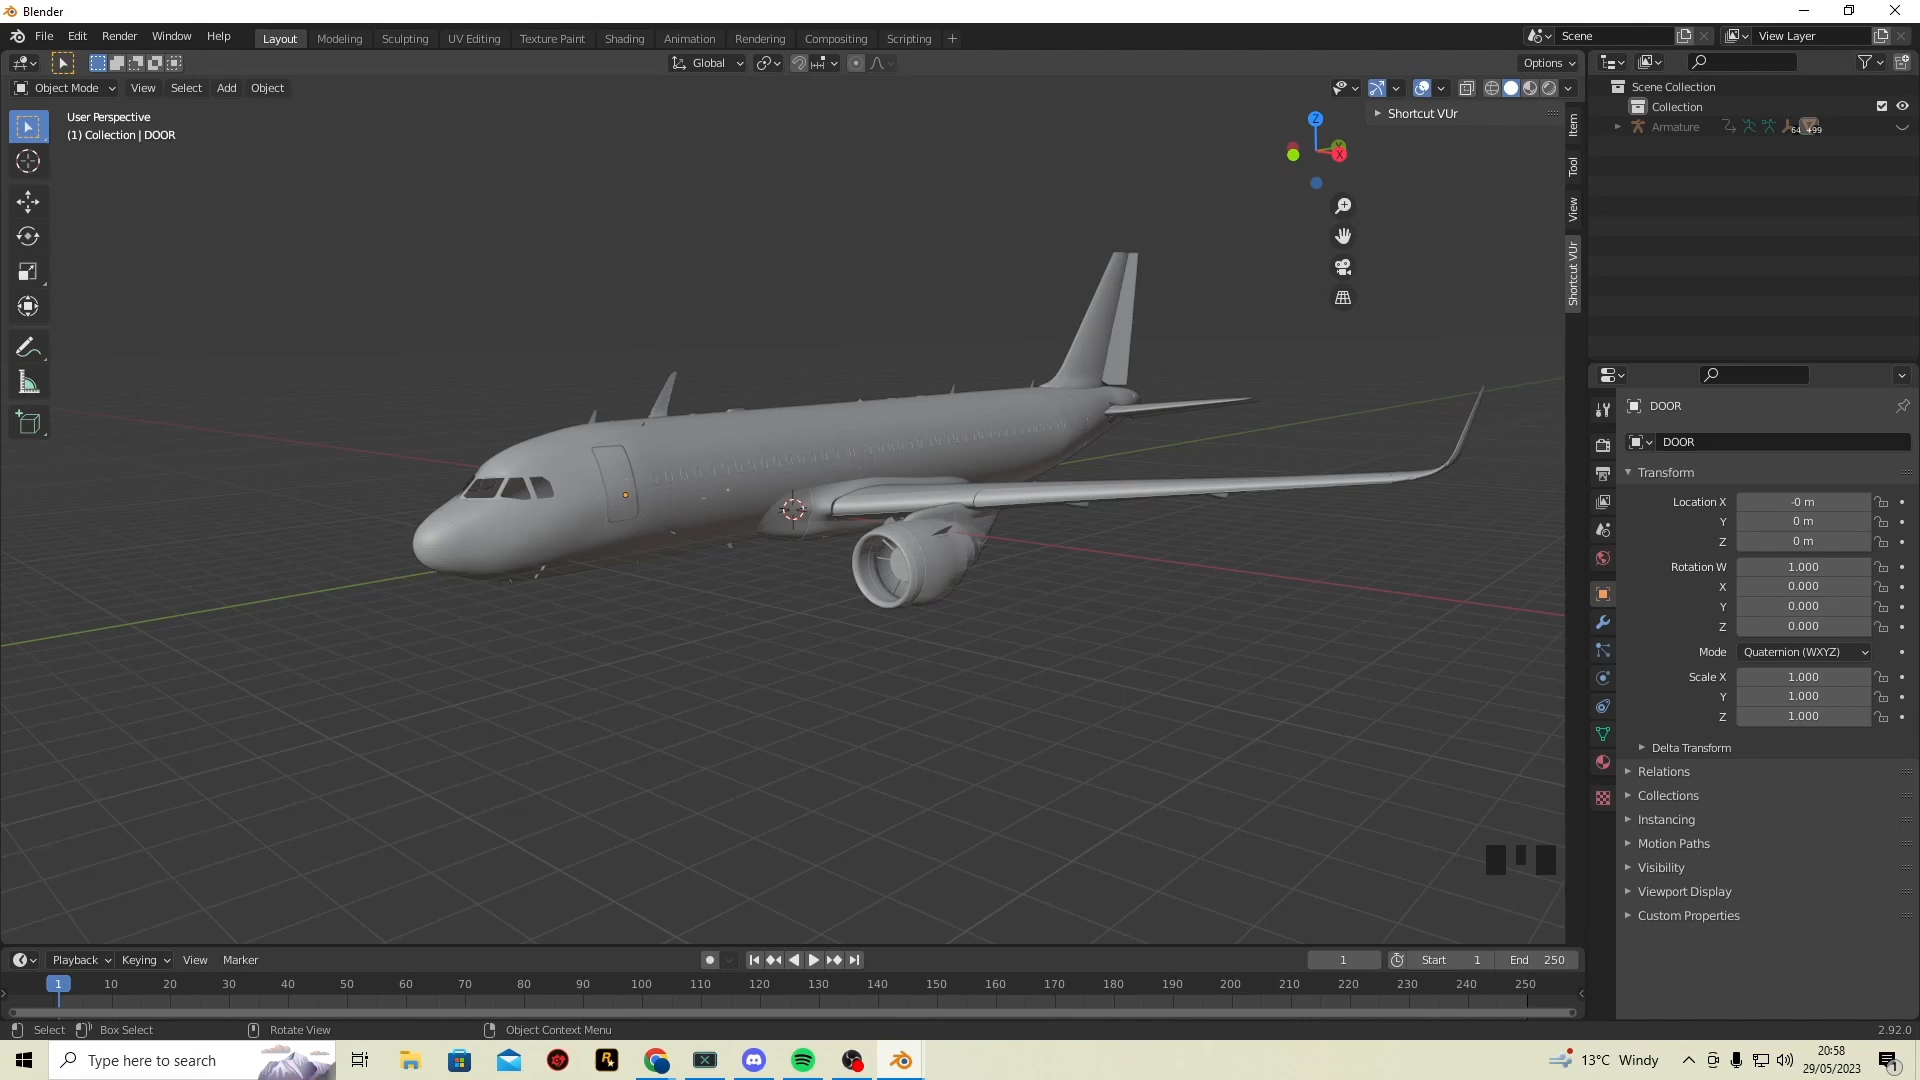 Blender
File Edit Render Window Help
Layout Modeling Sculpting UV Editing Texture Paint Shading Animation Rendering Compositing Scripting +
Scene
View Layer
Global
Options
Object Mode View Select Add Object
User Perspective
(1) Collection | DOOR
Shortcut VUr
Z
Y
X
Item
Tool
View
Shortcut VUr
Scene Collection
Collection
Armature
64 +99
DOOR
DOOR
Transform
Location X -0 m
Y 0 m
Z 0 m
Rotation W 1.000
X 0.000
Y 0.000
Z 0.000
Mode Quaternion (WXYZ)
Scale X 1.000
Y 1.000
Z 1.000
Delta Transform
Relations
Collections
Instancing
Motion Paths
Visibility
Viewport Display
Custom Properties
Playback Keying View Marker
1 Start 1 End 250
1 10 20 30 40 50 60 70 80 90 100 110 120 130 140 150 160 170 180 190 200 210 220 230 240 250
Select Box Select Rotate View Object Context Menu 2.92.0
Type here to search
13°C Windy
20:58
29/05/2023
1